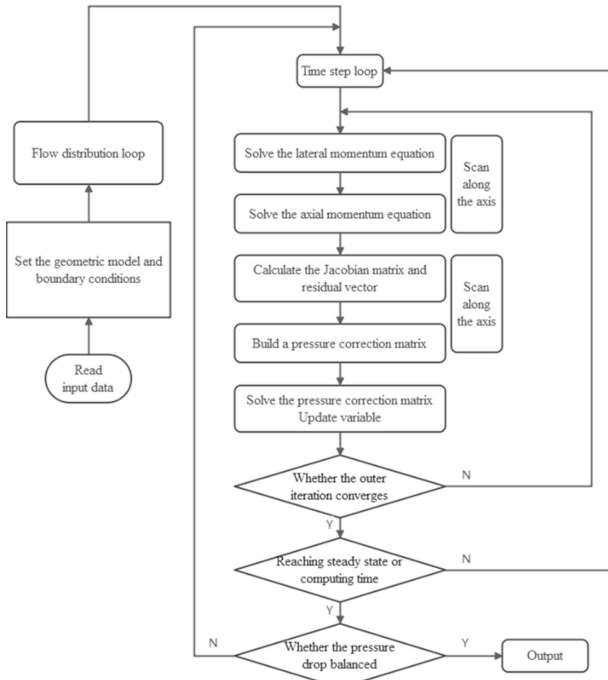 Time step loop
Flow distribution loop
Solve the lateral momentum equation
Scan
along
the axis
Solve the axial momentum equation
Set the geometric model and
boundary conditions
Calculate the Jacobian matrix and
residual vector
Scan
along
the axis
Build a pressure correction matrix
Read
input data
Solve the pressure correction matrix
Update variable
Whether the outer
iteration converges
N
Y
Reaching steady state or
computing time
N
Y
Whether the pressure
drop balanced
N
Y
Output